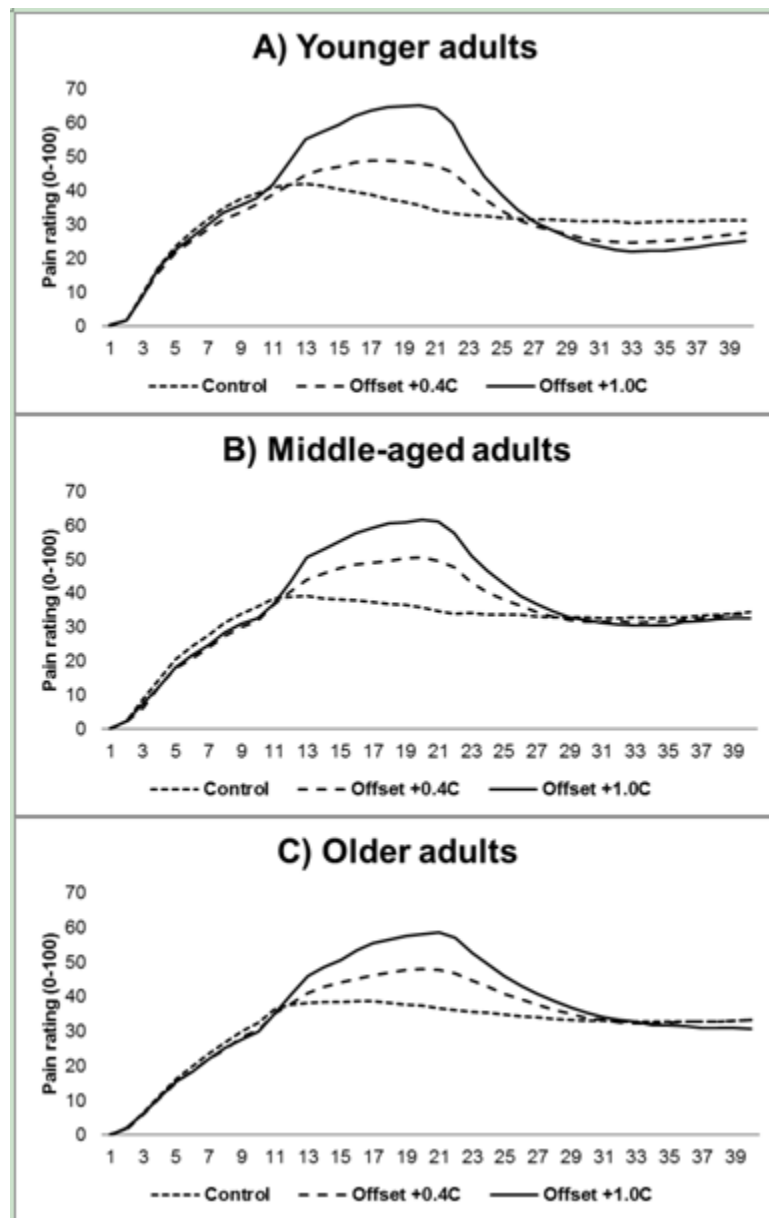 A) Younger adults
Pain rating (0-100)
70
60
50
40
30
20
10
0
1 3 5 7 9 11 13 15 17 19 21 23 25 27 29 31 33 35 37 39
Control Offset +0.4C Offset +1.0C
B) Middle-aged adults
Pain rating (0-100)
70
60
50
40
30
20
10
0
1 3 5 7 9 11 13 15 17 19 21 23 25 27 29 31 33 35 37 39
Control Offset +0.4C Offset +1.0C
C) Older adults
Pain rating (0-100)
70
60
50
40
30
20
10
0
1 3 5 7 9 11 13 15 17 19 21 23 25 27 29 31 33 35 37 39
Control Offset +0.4C Offset +1.0C